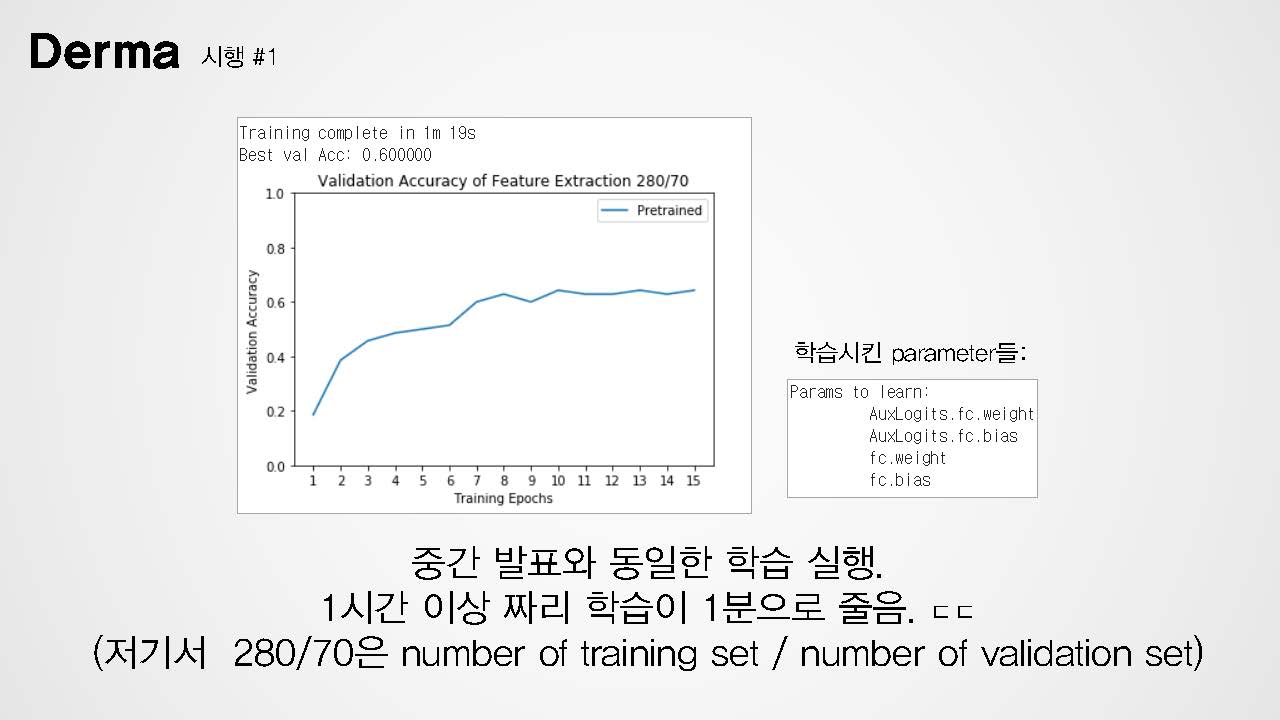 Derma 시행 #1
Training complete in 1m 19s
Best val Acc: 0.600000
Validation Accuracy of Feature Extraction 280/70
Pretrained
1.0
0.8
0.6
0.4
0.2
0.0
Validation Accuracy
1 2 3 4 5 6 7 8 9 10 11 12 13 14 15
Training Epochs
학습시킨 parameter들:
Params to learn:
AuxLogits.fc.weight
AuxLogits.fc.bias
fc.weight
fc.bias
중간 발표와 동일한 학습 실행.
1시간 이상 짜리 학습이 1분으로 줄음. ㄷㄷ
(저기서 280/70은 number of training set / number of validation set)